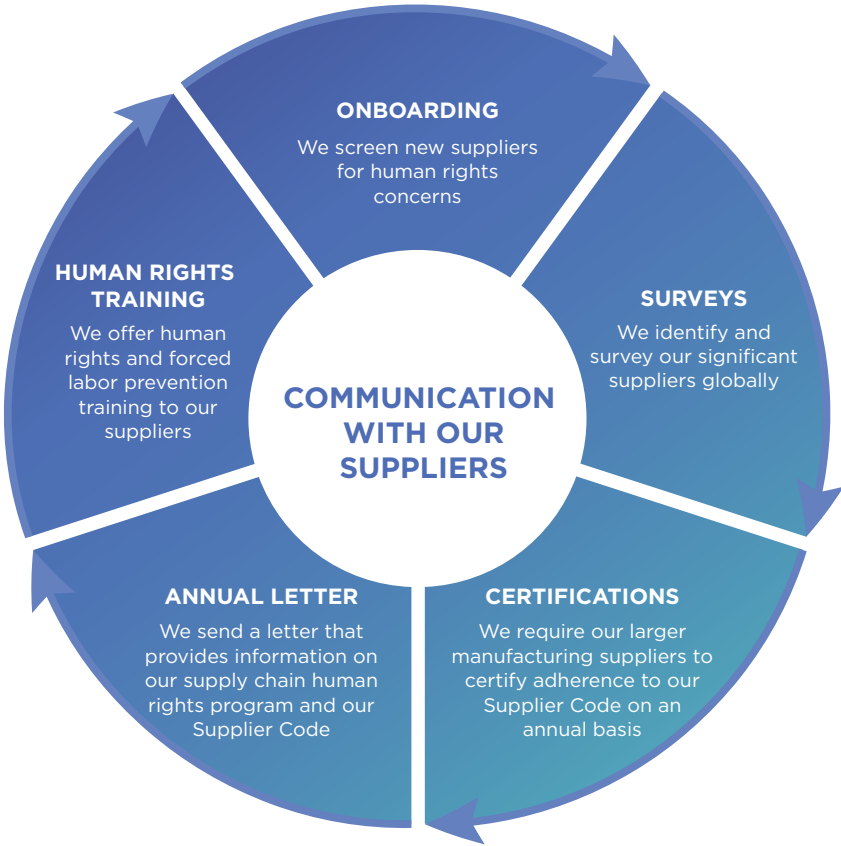 ONBOARDING
We screen new suppliers
for human rights
concerns
SURVEYS
We identify and
survey our significant
suppliers globally
CERTIFICATIONS
We require our larger
manufacturing suppliers to
certify adherence to our
Supplier Code on an
annual basis
ANNUAL LETTER
We send a letter that
provides information on
our supply chain human
rights program and our
Supplier Code
HUMAN RIGHTS
TRAINING
We offer human
rights and forced
labor prevention
training to our
suppliers
COMMUNICATION
WITH OUR
SUPPLIERS